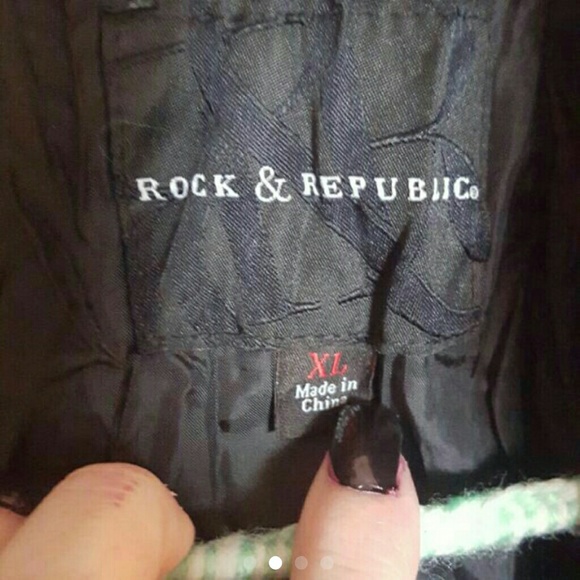 ROCK & REPUBLIC®
XL
Made in
China